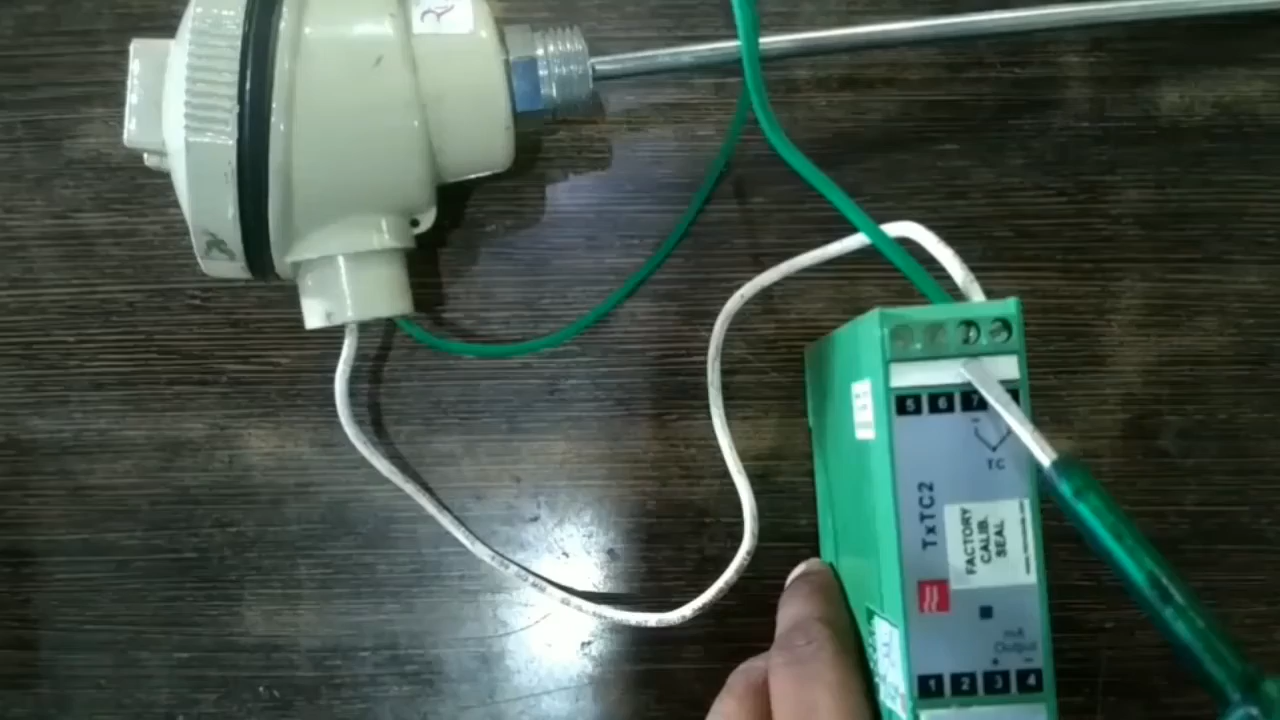 5 6 7
-
TC
TxTC2
FACTORY
CALIB.
SEAL
mA
Output
+ -
1 2 3 4